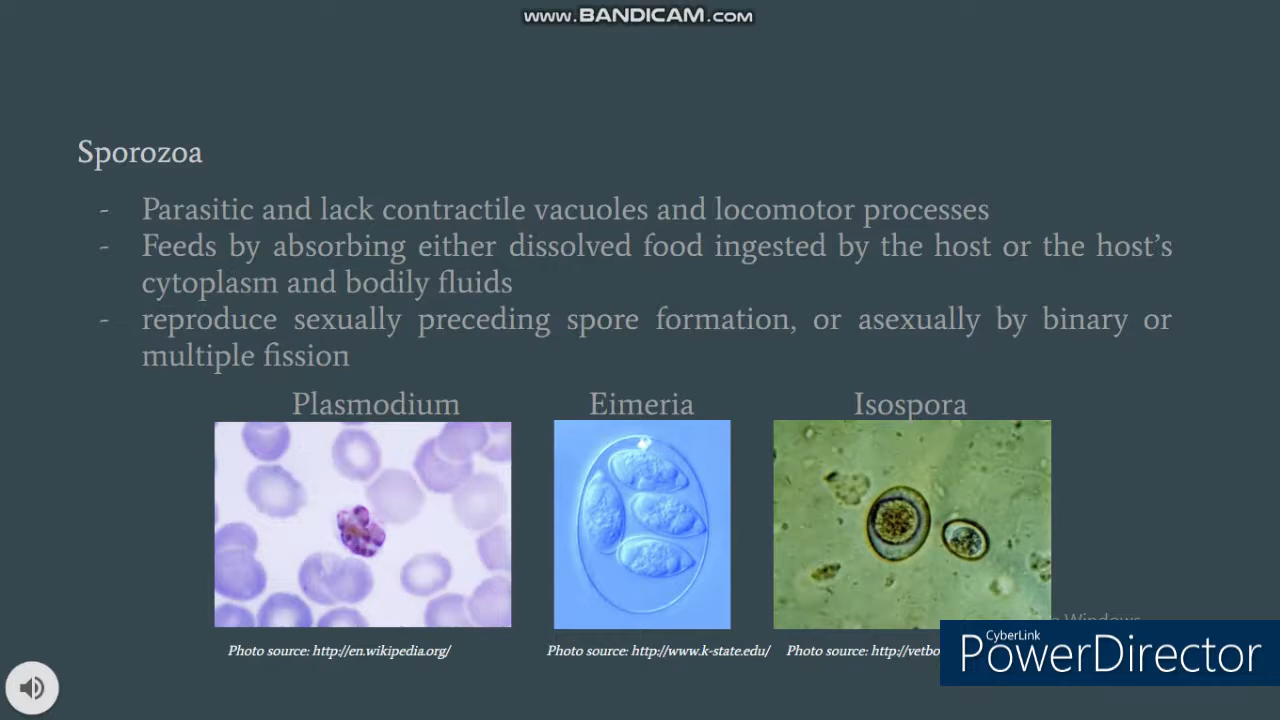 www.BANDICAM.com
Sporozoa
- Parasitic and lack contractile vacuoles and locomotor processes
- Feeds by absorbing either dissolved food ingested by the host or the host's
cytoplasm and bodily fluids
- reproduce sexually preceding spore formation, or asexually by binary or
multiple fission
Plasmodium Eimeria Isospora
Photo source: http://en.wikipedia.org/ Photo source: http://www.k-state.edu/ Photo source: http://vetbo
Windows
CyberLink
PowerDirector